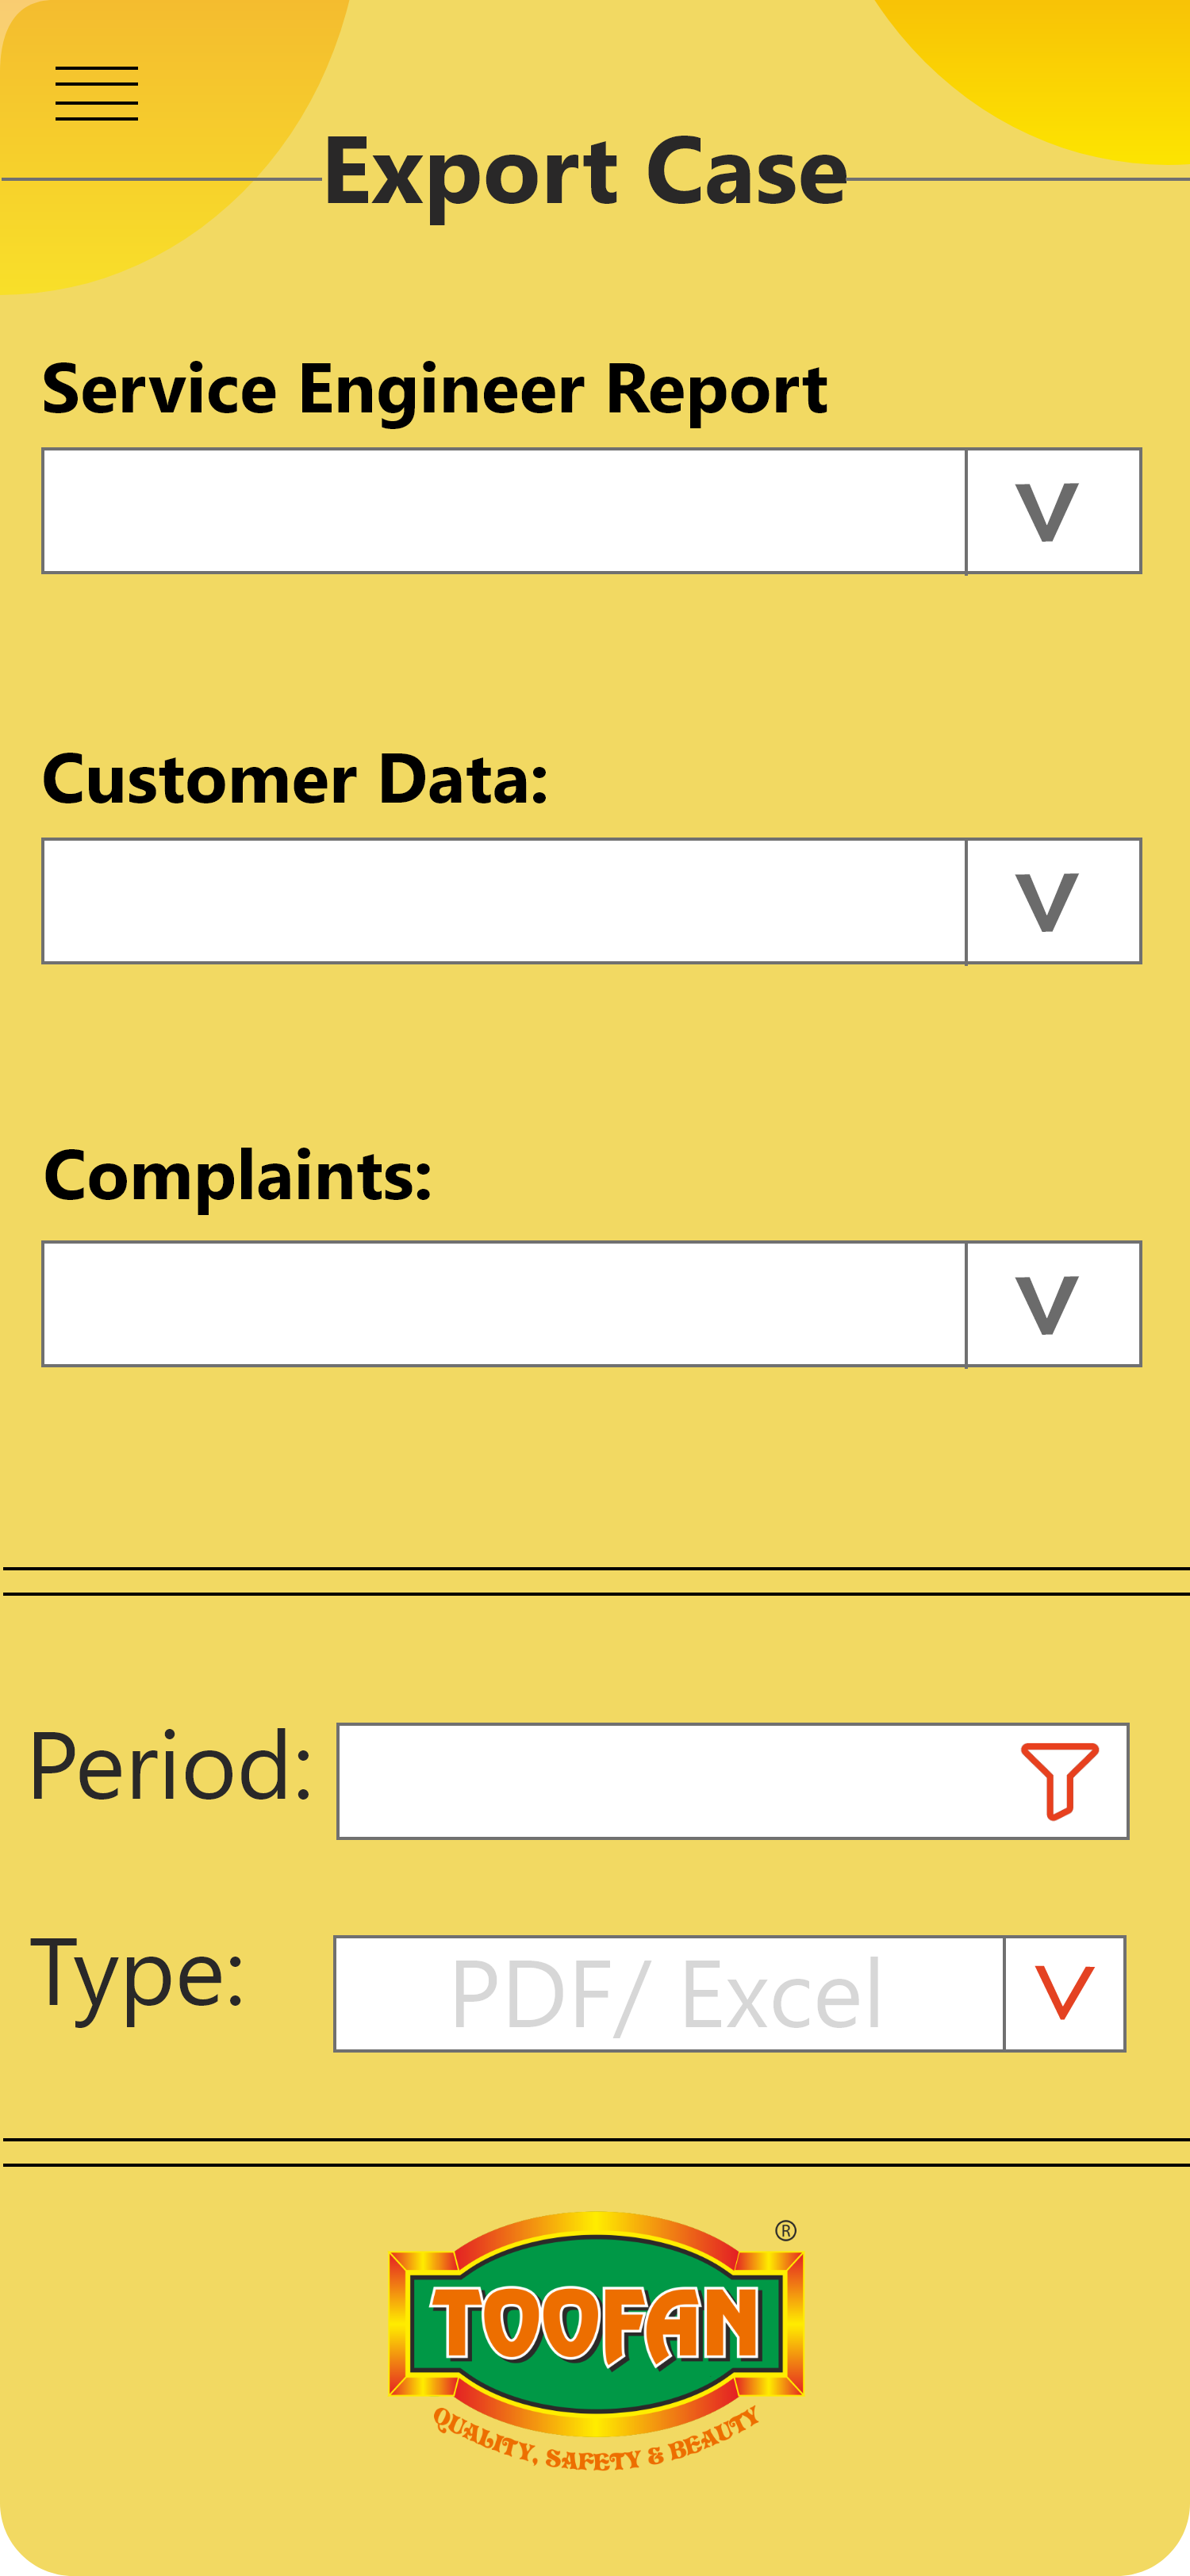 Export Case
Service Engineer Report
V
Customer Data:
V
Complaints:
V
Period:
Type:
PDF/ Excel
V
®
TOOFAN
QUALITY, SAFETY & BEAUTY